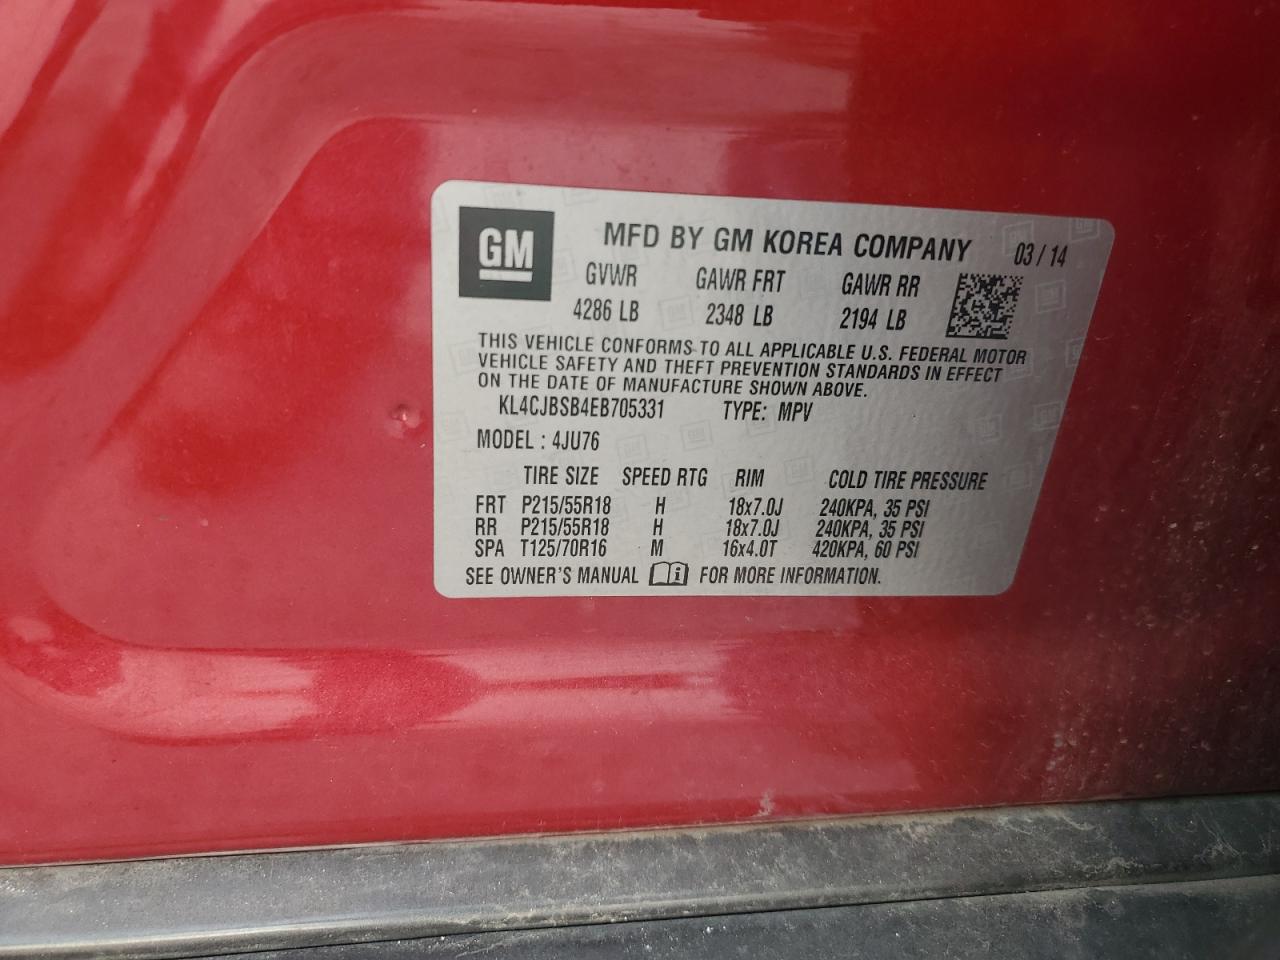 GM
MFD BY GM KOREA COMPANY 03/14
GVWR GAWR FRT GAWR RR
4286 LB 2348 LB 2194 LB
THIS VEHICLE CONFORMS TO ALL APPLICABLE U.S. FEDERAL MOTOR
VEHICLE SAFETY AND THEFT PREVENTION STANDARDS IN EFFECT
ON THE DATE OF MANUFACTURE SHOWN ABOVE.
KL4CJBSB4EB705331 TYPE: MPV
MODEL : 4JU76
TIRE SIZE SPEED RTG RIM COLD TIRE PRESSURE
FRT P215/55R18 H 18x7.0J 240KPA, 35 PSI
RR P215/55R18 H 18x7.0J 240KPA, 35 PSI
SPA T125/70R16 M 16x4.0T 420KPA, 60 PSI
SEE OWNER'S MANUAL i FOR MORE INFORMATION.